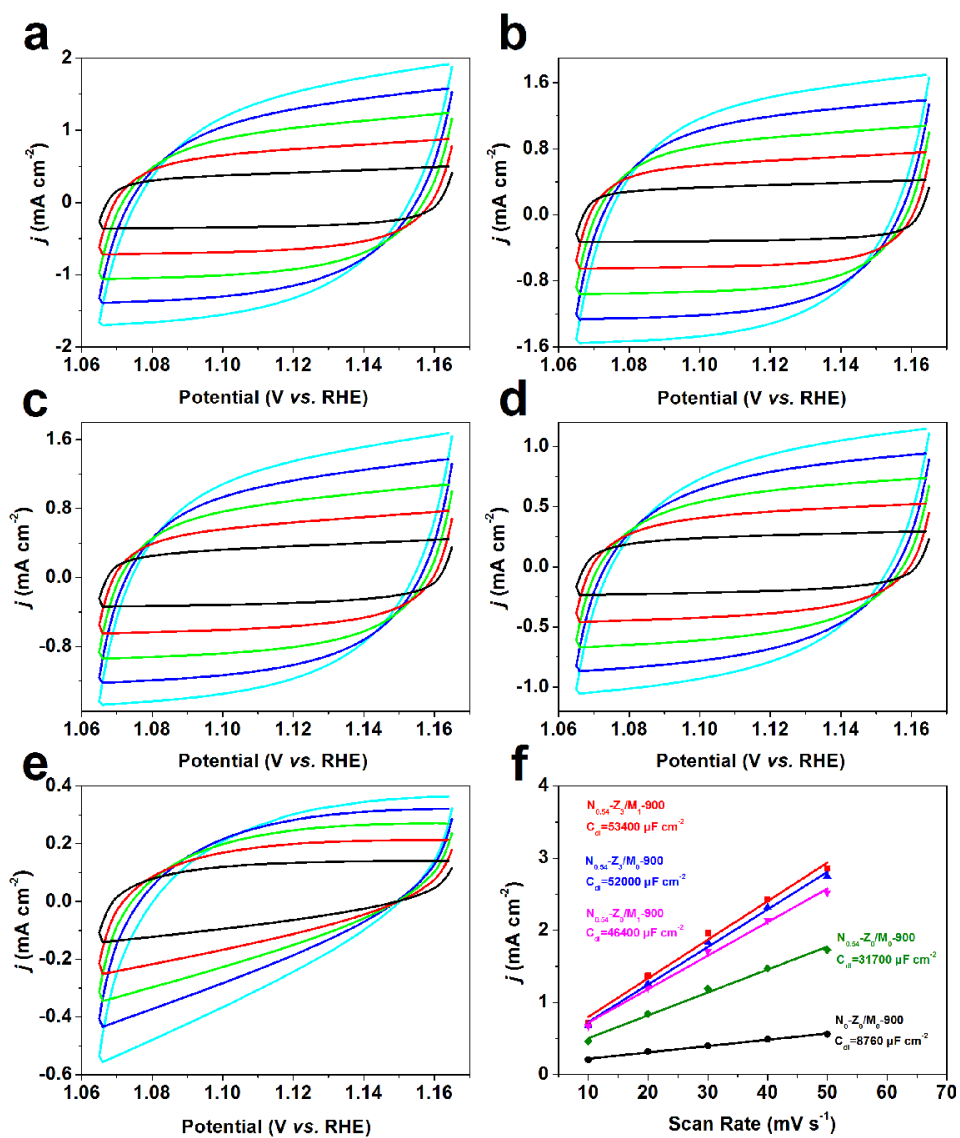 a
2
1
0
-1
-2
j (mA cm⁻²)
1.06 1.08 1.10 1.12 1.14 1.16
Potential (V vs. RHE)
b
1.6
0.8
0.0
-0.8
-1.6
j (mA cm⁻²)
1.06 1.08 1.10 1.12 1.14 1.16
Potential (V vs. RHE)
c
1.6
0.8
0.0
-0.8
j (mA cm⁻²)
1.06 1.08 1.10 1.12 1.14 1.16
Potential (V vs. RHE)
d
1.0
0.5
0.0
-0.5
-1.0
j (mA cm⁻²)
1.06 1.08 1.10 1.12 1.14 1.16
Potential (V vs. RHE)
e
0.4
0.2
0.0
-0.2
-0.4
-0.6
j (mA cm⁻²)
1.06 1.08 1.10 1.12 1.14 1.16
Potential (V vs. RHE)
f
4
3
2
1
0
j (mA cm⁻²)
N₀.₅₄-Z₃/M₁-900
C_dl=53400 µF cm⁻²
N₀.₅₄-Z₃/M₀-900
C_dl=52000 µF cm⁻²
N₀.₅₄-Z₀/M₁-900
C_dl=46400 µF cm⁻²
N₀.₅₄-Z₀/M₀-900
C_dl=31700 µF cm⁻²
N₀-Z₀/M₀-900
C_dl=8760 µF cm⁻²
10 20 30 40 50 60 70
Scan Rate (mV s⁻¹)